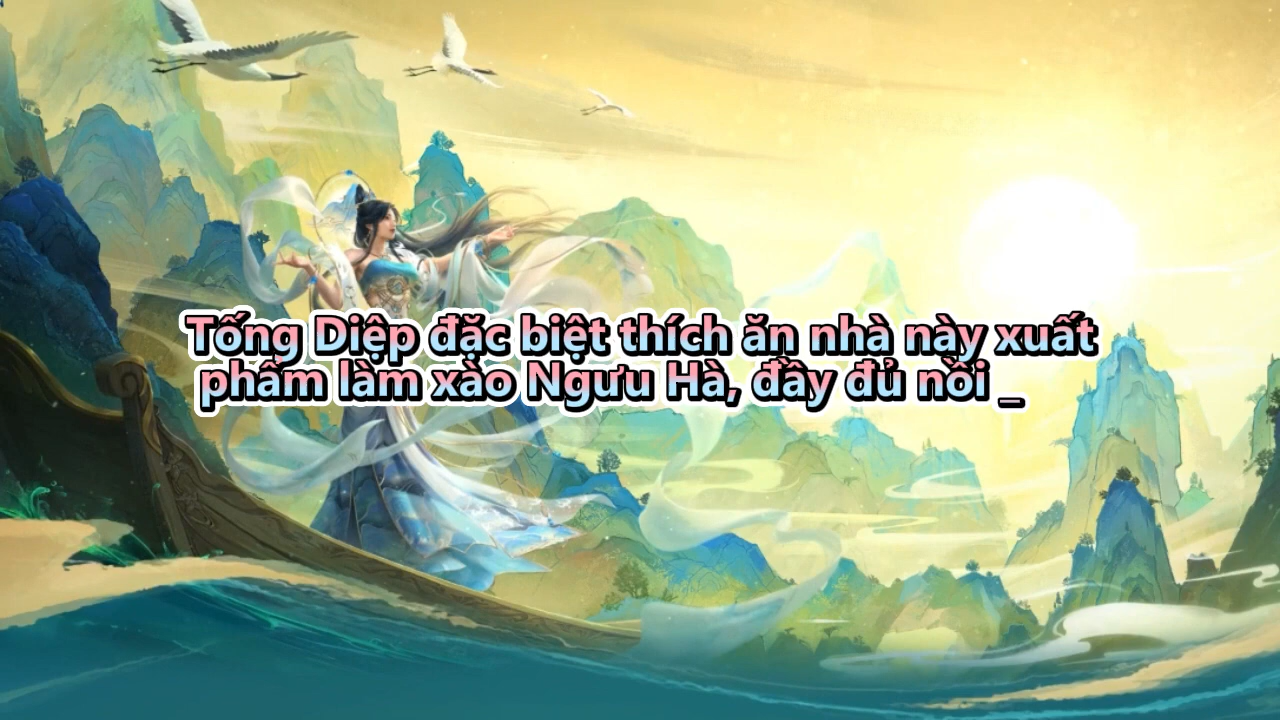 Tống Diệp đặc biệt thích ăn nhà này xuất
phẩm làm xào Ngưu Hà, đầy đủ nồi _